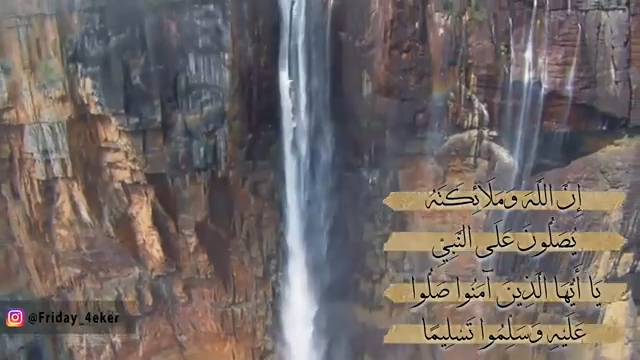 إِنَّ اللَّهَ وَمَلَائِكَتَهُ
يُصَلُّونَ عَلَى النَّبِيِّ
يَا أَيُّهَا الَّذِينَ آمَنُوا صَلُّوا
عَلَيْهِ وَسَلِّمُوا تَسْلِيمًا
@Friday_4eker